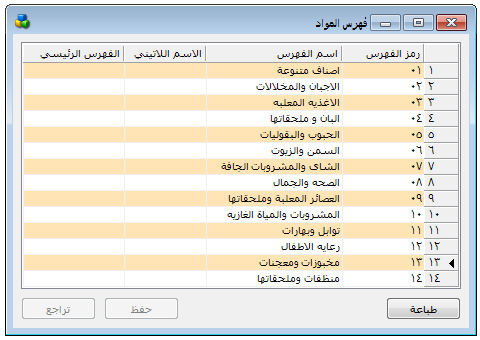 فهرس المواد
رمز الفهرس اسم الفهرس الاسم اللاتيني الفهرس الرئيسي
١ ٠١ اصناف متنوعة
٢ ٠٢ الاجبان والمخللات
٣ ٠٣ الاغذيه المعلبه
٤ ٠٤ البان و ملحقاتها
٥ ٠٥ الحبوب والبقوليات
٦ ٠٦ السمن والزيوت
٧ ٠٧ الشاى والمشروبات الجافة
٨ ٠٨ الصحه والجمال
٩ ٠٩ العصائر المعلبة وملحقاتها
١٠ ١٠ المشروبات والمياة الغازيه
١١ ١١ توابل وبهارات
١٢ ١٢ رعايه الاطفال
١٣ ١٣ مخبوزات ومعجنات
١٤ ١٤ منظفات وملحقاتها
طباعة حفظ تراجع